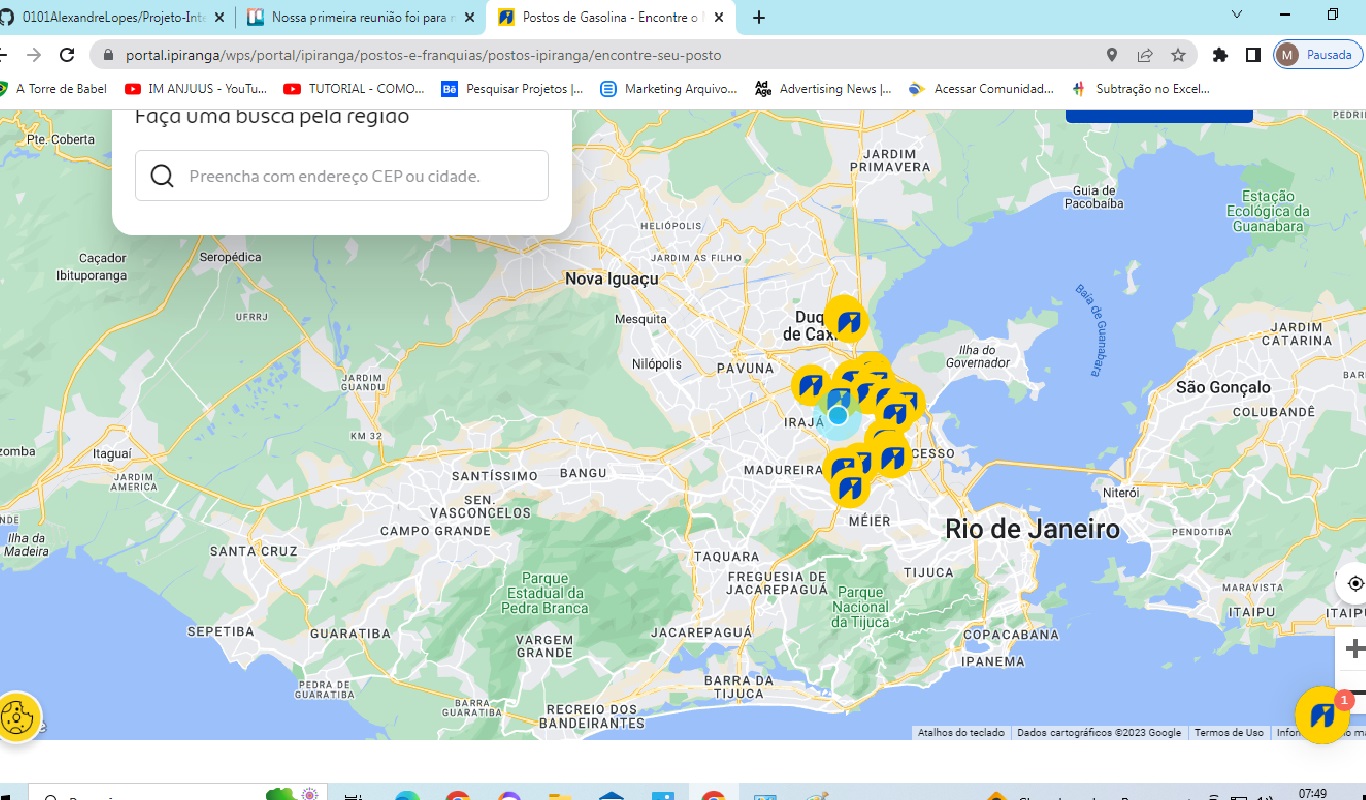 0101AlexandreLopes/Projeto-Inte
Nossa primeira reunião foi para
Postos de Gasolina - Encontre o
portal.ipiranga/wps/portal/ipiranga/postos-e-franquias/postos-ipiranga/encontre-seu-posto
M Pausada
A Torre de Babel
IM ANJUUS - YouTu...
TUTORIAL - COMO...
Bē Pesquisar Projetos |...
Marketing Arquivo...
Ad Age Advertising News |...
Acessar Comunidad...
Subtração no Excel...
Faça uma busca pela região
Preencha com endereço CEP ou cidade.
Pte. Coberta
JARDIM
PRIMAVERA
Guia de
Pacobaíba
Estação
Ecológica da
Guanabara
HELIÓPOLIS
Caçador
Ibituporanga
Seropédica
JARDIM AS FILHO
Nova Iguaçu
UFRRJ
Mesquita
Duq
de Cax
Baía de Guanabara
JARDIM
CATARINA
Nilópolis
PAVUNA
Ilha do
Governador
JARDIM
GUANDU
São Gonçalo
COLUBANDÊ
IRAJÁ
KM 32
zomba
Itaguaí
JARDIM
AMERICA
SANTÍSSIMO
BANGU
MADUREIRA
CESSO
Niterói
SEN.
VASCONCELOS
CAMPO GRANDE
MÉIER
Rio de Janeiro
PENDOTIBA
Ilha da
Madeira
SANTA CRUZ
TAQUARA
FREGUESIA DE
JACAREPAGUÁ
TIJUCA
Parque
Estadual da
Pedra Branca
Parque
Nacional
da Tijuca
MARAVISTA
ITAIPU
SEPETIBA
GUARATIBA
VARGEM
GRANDE
JACAREPAGUÁ
COPACABANA
IPANEMA
PEDRA DE
GUARATIBA
BARRA DA
TIJUCA
BARRA
GUARATIBA
RECREIO DOS
BANDEIRANTES
1
Atalhos do teclado
Dados cartográficos ©2023 Google
Termos de Uso
07:49